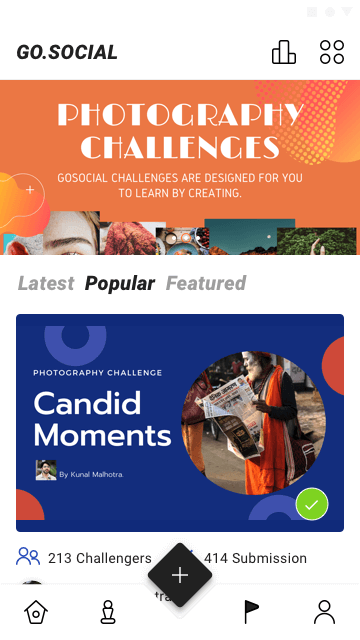 GO.SOCIAL
PHOTOGRAPHY
CHALLENGES
GOSOCIAL CHALLENGES ARE DESIGNED FOR YOU
TO LEARN BY CREATING.
Latest Popular Featured
PHOTOGRAPHY CHALLENGE
Candid
Moments
By Kunal Malhotra.
213 Challengers
414 Submission